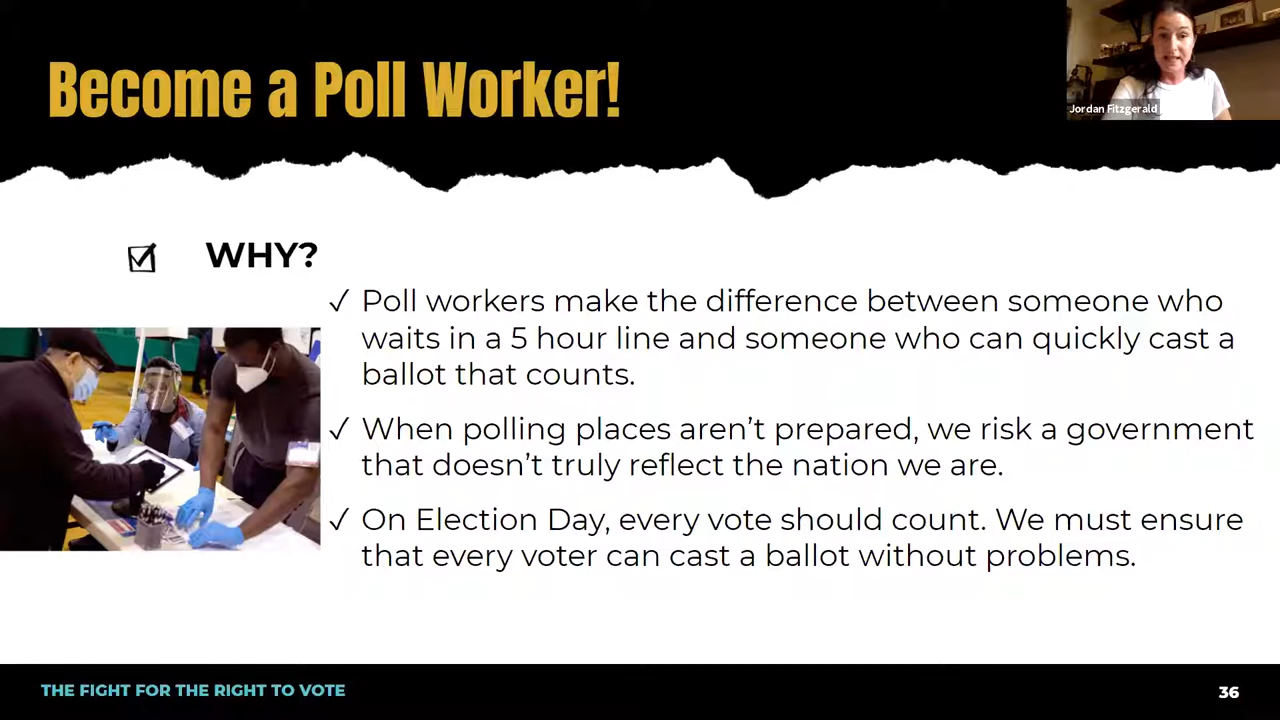 Become a Poll Worker!
Jordan Fitzgerald
WHY?
✓ Poll workers make the difference between someone who
waits in a 5 hour line and someone who can quickly cast a
ballot that counts.
✓ When polling places aren’t prepared, we risk a government
that doesn’t truly reflect the nation we are.
✓ On Election Day, every vote should count. We must ensure
that every voter can cast a ballot without problems.
THE FIGHT FOR THE RIGHT TO VOTE
36